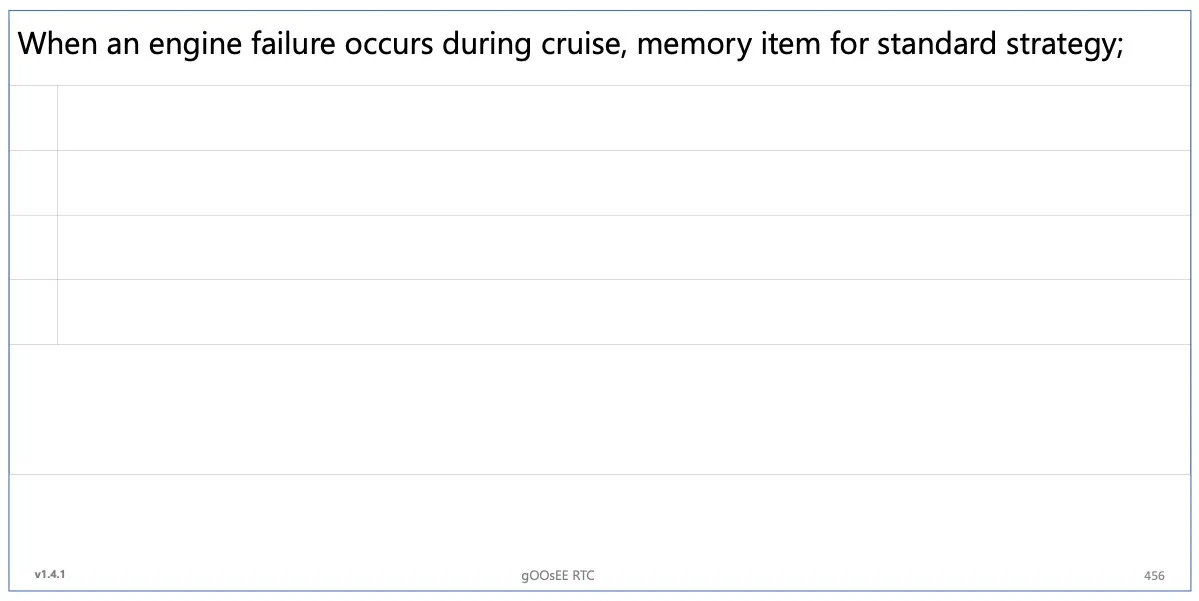 When an engine failure occurs during cruise, memory item for standard strategy;
v1.4.1
gOOsEE RTC
456